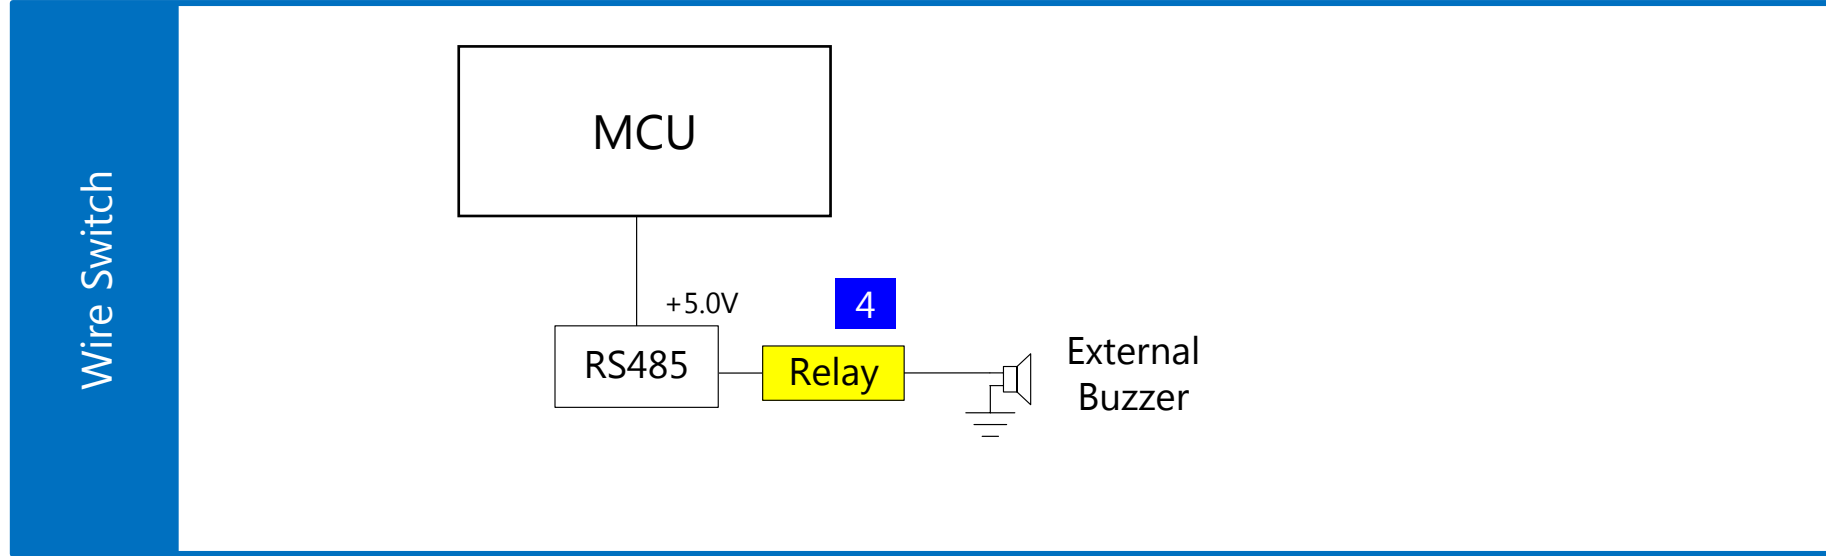 Wire Switch
MCU
+5.0V
4
RS485
Relay
External
Buzzer